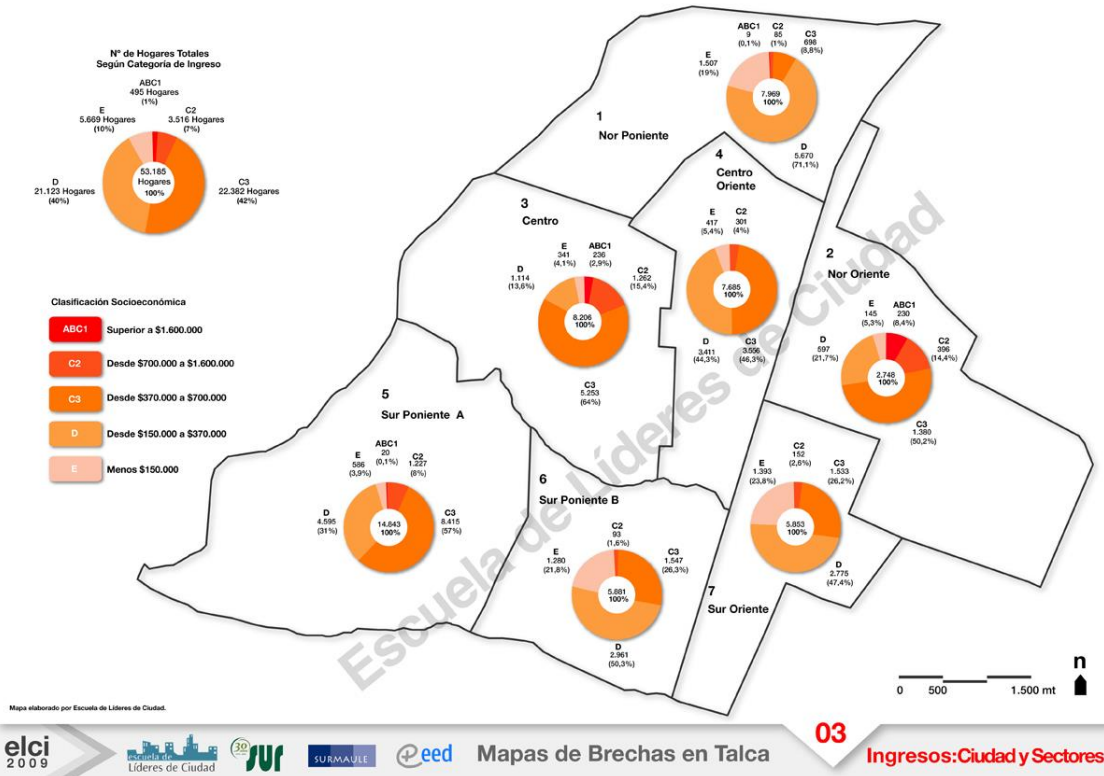 Nº de Hogares Totales
Según Categoría de Ingreso
ABC1
495 Hogares
(1%)
E
5.669 Hogares
(10%)
C2
3.516 Hogares
(7%)
53.185
Hogares
100%
D
21.123 Hogares
(40%)
C3
22.382 Hogares
(42%)
Clasificación Socioeconómica
ABC1 Superior a $1.600.000
C2 Desde $700.000 a $1.600.000
C3 Desde $370.000 a $700.000
D Desde $150.000 a $370.000
E Menos $150.000
1
Nor Poniente
ABC1
9
(0,1%)
C2
85
(1%)
C3
698
(8,8%)
E
1.507
(19%)
7.969
100%
D
5.670
(71,1%)
4
Centro
Oriente
E
417
(5,4%)
C2
301
(4%)
7.685
100%
D
3.411
(44,3%)
C3
3.556
(46,3%)
3
Centro
E
341
(4,1%)
ABC1
236
(2,9%)
D
1.114
(13,6%)
C2
1.262
(15,4%)
8.206
100%
C3
5.253
(64%)
2
Nor Oriente
E
145
(5,3%)
ABC1
230
(8,4%)
D
597
(21,7%)
C2
396
(14,4%)
2.748
100%
C3
1.380
(50,2%)
5
Sur Poniente A
E
586
(3,9%)
ABC1
20
(0,1%)
C2
1.227
(8%)
D
4.595
(31%)
14.843
100%
C3
8.415
(57%)
6
Sur Poniente B
C2
93
(1,6%)
E
1.280
(21,8%)
C3
1.547
(26,3%)
5.881
100%
D
2.961
(50,3%)
C2
152
(2,6%)
E
1.393
(23,8%)
C3
1.533
(26,2%)
5.853
100%
D
2.775
(47,4%)
7
Sur Oriente
Escuela de Líderes de Ciudad
n
0 500 1.500 mt
Mapa elaborado por Escuela de Líderes de Ciudad.
elci
2009
escuela de
Líderes de Ciudad
30
sur
SURMAULE
eed
Mapas de Brechas en Talca
03
Ingresos:Ciudad y Sectores